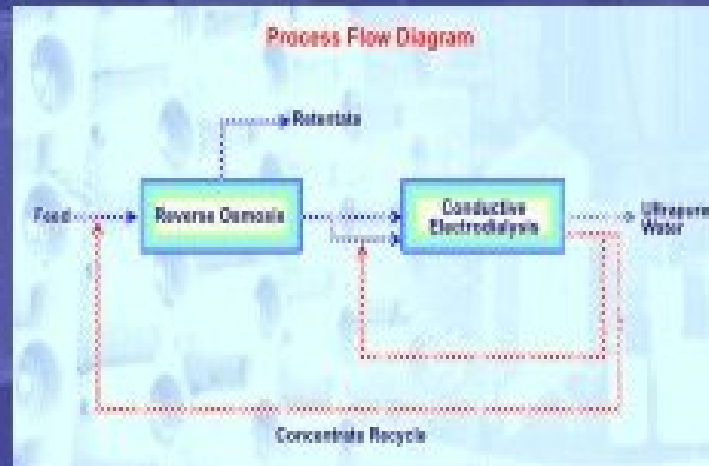 Process Flow Diagram
Retentate
Feed
Reverse Osmosis
Conductive
Electrodialysis
Ultrapure
Water
Concentrate Recycle